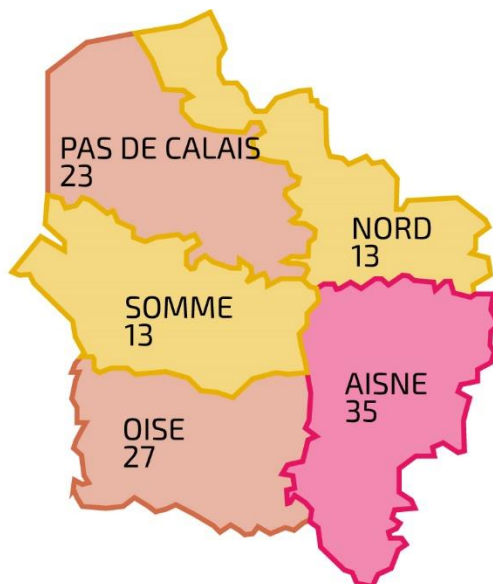 PAS DE CALAIS
23
NORD
13
SOMME
13
AISNE
35
OISE
27